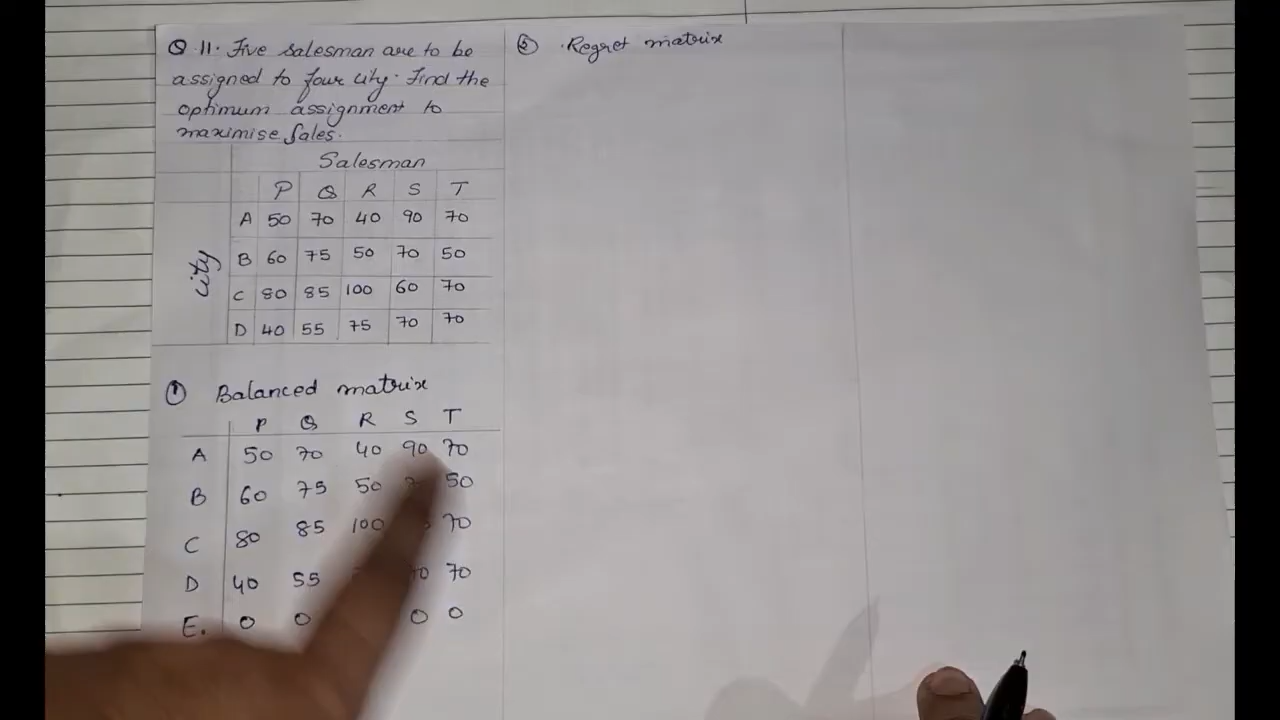 Q 11. Five salesman are to be
assigned to four city. Find the
optimum assignment to
maximise Sales.
Salesman
P Q R S T
city
A 50 70 40 90 70
B 60 75 50 70 50
C 80 85 100 60 70
D 40 55 75 70 70
① Balanced matrix
P Q R S T
A 50 70 40 90 70
B 60 75 50 50
C 80 85 100 70
D 40 55 70
E. 0 0 0 0
② Regret matrix